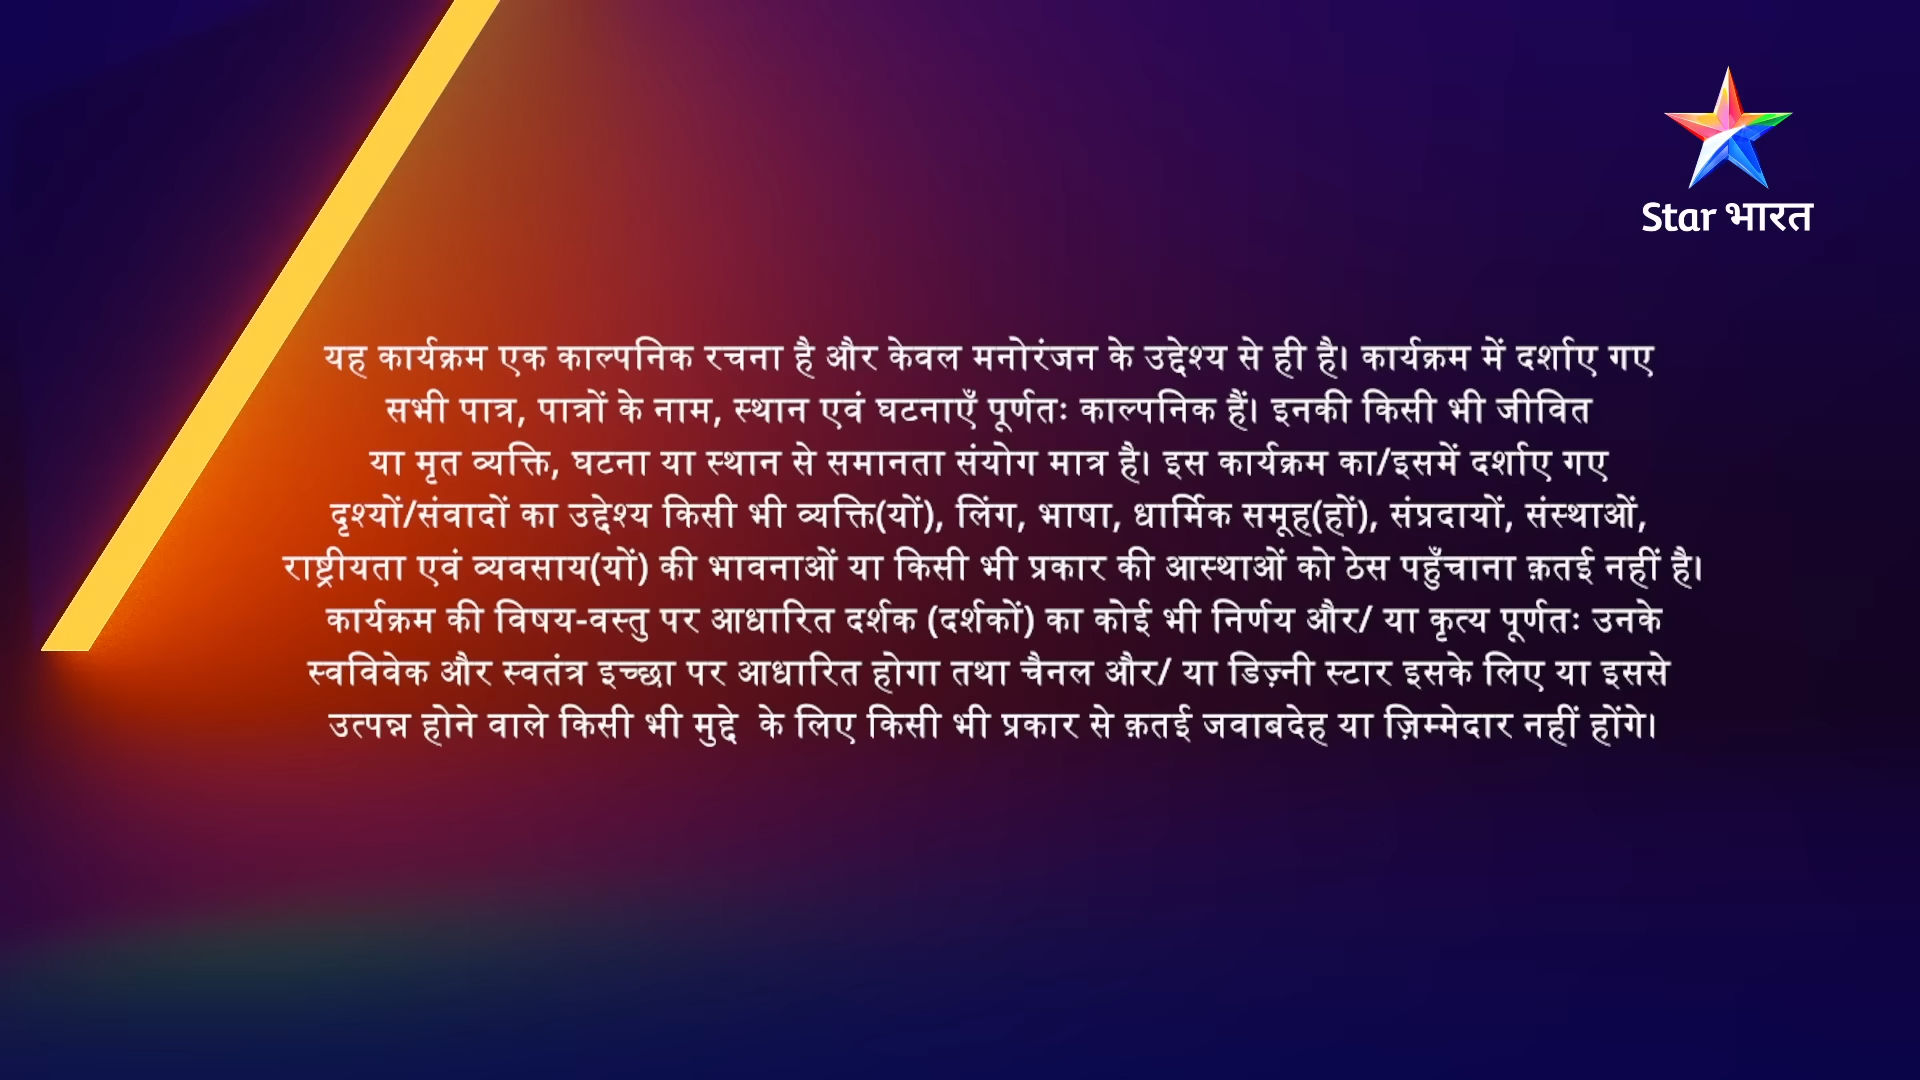 Star भारत
यह कार्यक्रम एक काल्पनिक रचना है और केवल मनोरंजन के उद्देश्य से ही है। कार्यक्रम में दर्शाए गए
सभी पात्र, पात्रों के नाम, स्थान एवं घटनाएँ पूर्णतः काल्पनिक हैं। इनकी किसी भी जीवित
या मृत व्यक्ति, घटना या स्थान से समानता संयोग मात्र है। इस कार्यक्रम का/इसमें दर्शाए गए
दृश्यों/संवादों का उद्देश्य किसी भी व्यक्ति(यों), लिंग, भाषा, धार्मिक समूह(हों), संप्रदायों, संस्थाओं,
राष्ट्रीयता एवं व्यवसाय(यों) की भावनाओं या किसी भी प्रकार की आस्थाओं को ठेस पहुँचाना क़तई नहीं है।
कार्यक्रम की विषय-वस्तु पर आधारित दर्शक (दर्शकों) का कोई भी निर्णय और/ या कृत्य पूर्णतः उनके
स्वविवेक और स्वतंत्र इच्छा पर आधारित होगा तथा चैनल और/ या डिज़्नी स्टार इसके लिए या इससे
उत्पन्न होने वाले किसी भी मुद्दे  के लिए किसी भी प्रकार से क़तई जवाबदेह या ज़िम्मेदार नहीं होंगे।